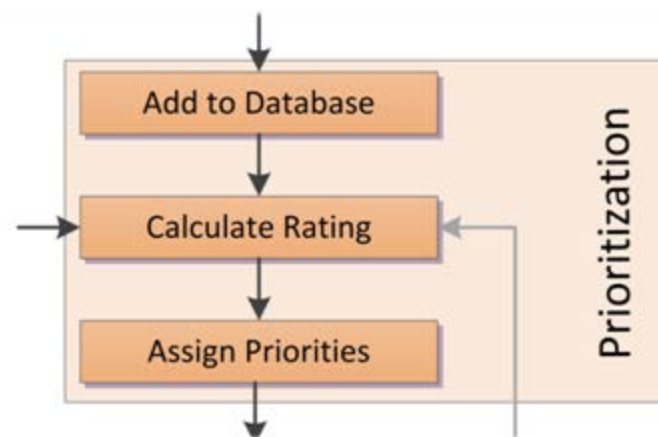 Add to Database
Calculate Rating
Assign Priorities
Prioritization